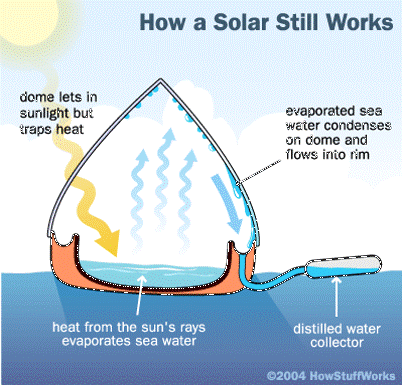 How a Solar Still Works
dome lets in
sunlight but
traps heat
evaporated sea
water condenses
on dome and
flows into rim
heat from the sun's rays
evaporates sea water
distilled water
collector
©2004 HowStuffWorks